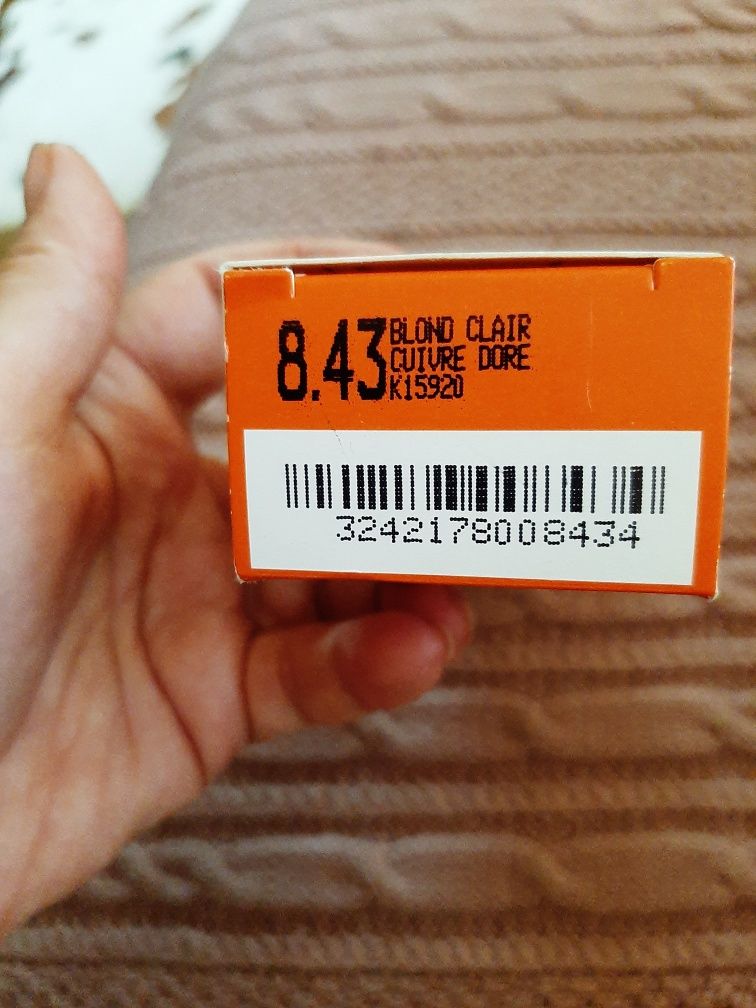 8.43
BLOND CLAIR
CUIVRE DORE
K15920
3242178008434